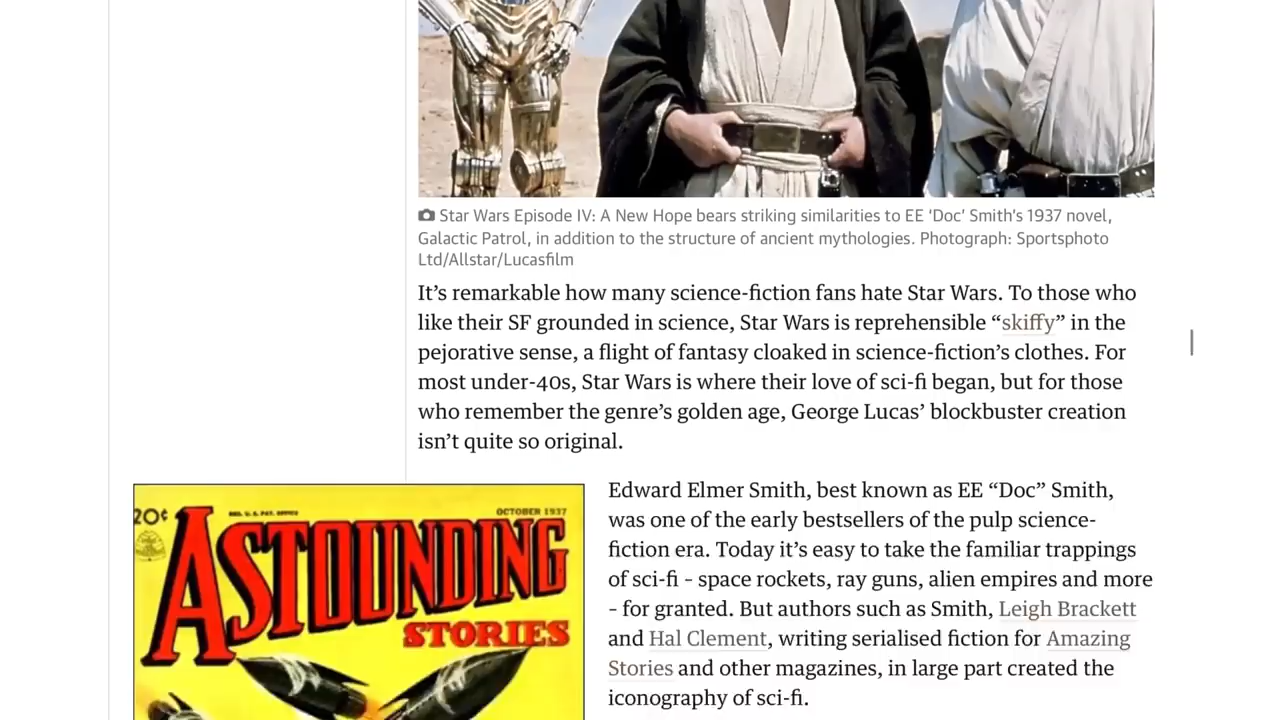 Star Wars Episode IV: A New Hope bears striking similarities to EE ‘Doc’ Smith’s 1937 novel,
Galactic Patrol, in addition to the structure of ancient mythologies. Photograph: Sportsphoto
Ltd/Allstar/Lucasfilm
It’s remarkable how many science-fiction fans hate Star Wars. To those who
like their SF grounded in science, Star Wars is reprehensible “skiffy” in the
pejorative sense, a flight of fantasy cloaked in science-fiction’s clothes. For
most under-40s, Star Wars is where their love of sci-fi began, but for those
who remember the genre’s golden age, George Lucas’ blockbuster creation
isn’t quite so original.
20¢
REG. U. S. PAT. OFFICE
OCTOBER 1937
ASTOUNDING
STORIES
Edward Elmer Smith, best known as EE “Doc” Smith,
was one of the early bestsellers of the pulp science-
fiction era. Today it’s easy to take the familiar trappings
of sci-fi – space rockets, ray guns, alien empires and more
– for granted. But authors such as Smith, Leigh Brackett
and Hal Clement, writing serialised fiction for Amazing
Stories and other magazines, in large part created the
iconography of sci-fi.